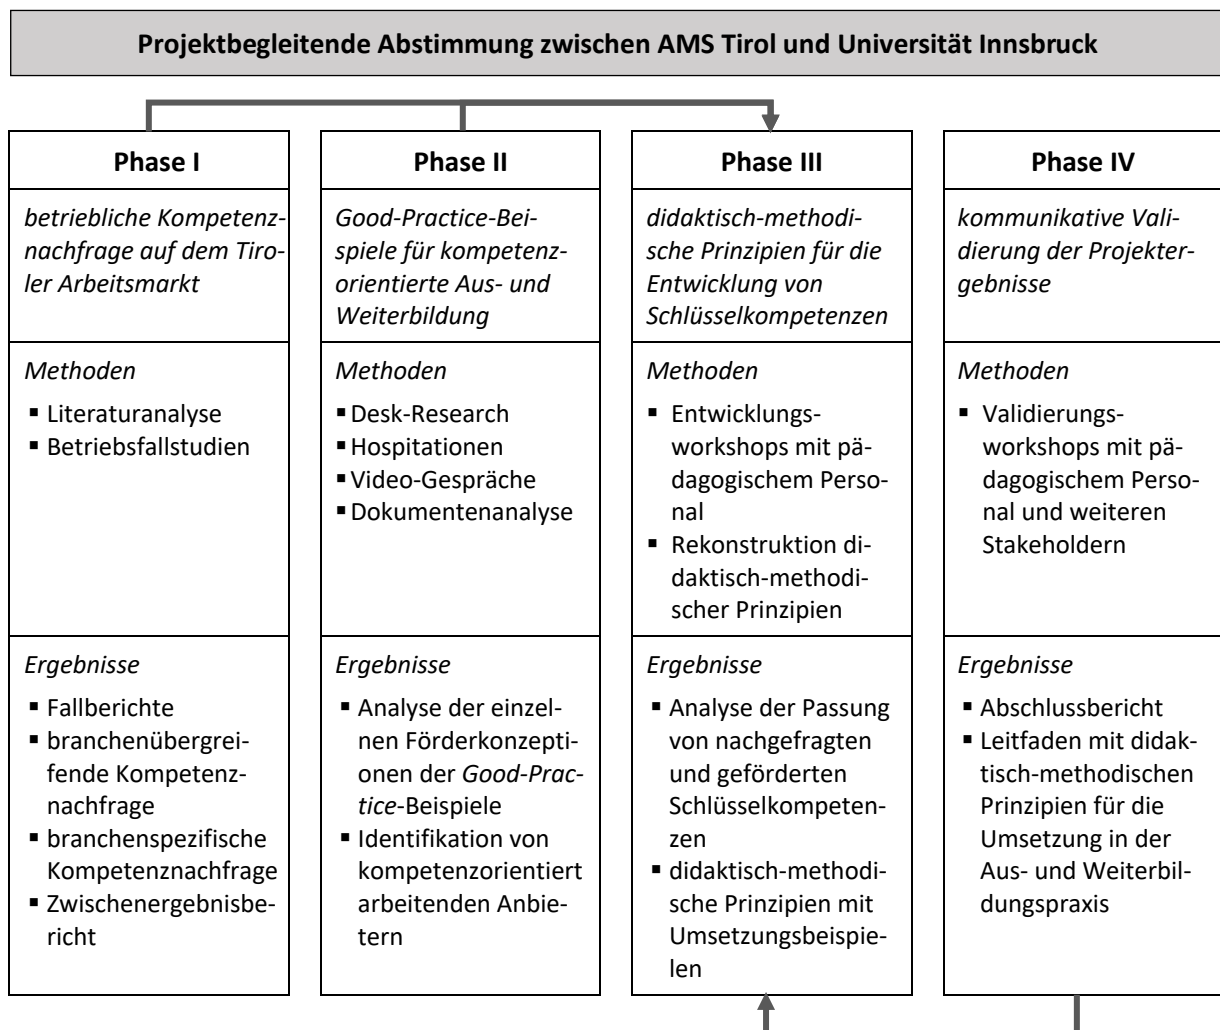 Projektbegleitende Abstimmung zwischen AMS Tirol und Universität Innsbruck
Phase I
betriebliche Kompetenz-
nachfrage auf dem Tiro-
ler Arbeitsmarkt
Methoden
▪ Literaturanalyse
▪ Betriebsfallstudien
Ergebnisse
▪ Fallberichte
▪ branchenübergrei-
fende Kompetenz-
nachfrage
▪ branchenspezifische
Kompetenznachfrage
▪ Zwischenergebnisbe-
richt
Phase II
Good-Practice-Bei-
spiele für kompetenz-
orientierte Aus- und
Weiterbildung
Methoden
▪ Desk-Research
▪ Hospitationen
▪ Video-Gespräche
▪ Dokumentenanalyse
Ergebnisse
▪ Analyse der einzel-
nen Förderkonzepti-
onen der Good-Prac-
tice-Beispiele
▪ Identifikation von
kompetenzorientiert
arbeitenden Anbie-
tern
Phase III
didaktisch-methodi-
sche Prinzipien für die
Entwicklung von
Schlüsselkompetenzen
Methoden
▪ Entwicklungs-
workshops mit pä-
dagogischem Perso-
nal
▪ Rekonstruktion di-
daktisch-methodi-
scher Prinzipien
Ergebnisse
▪ Analyse der Passung
von nachgefragten
und geförderten
Schlüsselkompeten-
zen
▪ didaktisch-methodi-
sche Prinzipien mit
Umsetzungsbeispie-
len
Phase IV
kommunikative Vali-
dierung der Projekter-
gebnisse
Methoden
▪ Validierungs-
workshops mit pä-
dagogischem Perso-
nal und weiteren
Stakeholdern
Ergebnisse
▪ Abschlussbericht
▪ Leitfaden mit didak-
tisch-methodischen
Prinzipien für die
Umsetzung in der
Aus- und Weiterbil-
dungspraxis